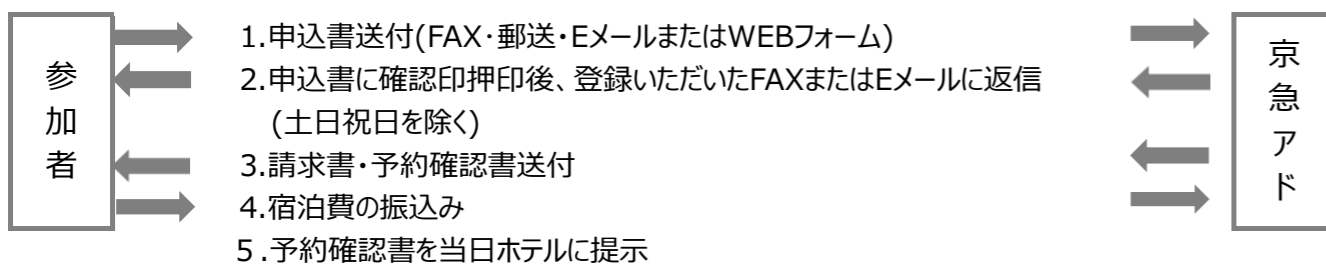 参加者
1.申込書送付(FAX・郵送・EメールまたはWEBフォーム)
2.申込書に確認印押印後、登録いただいたFAXまたはEメールに返信
(土日祝日を除く)
3.請求書・予約確認書送付
4.宿泊費の振込み
５.予約確認書を当日ホテルに提示
京急アド